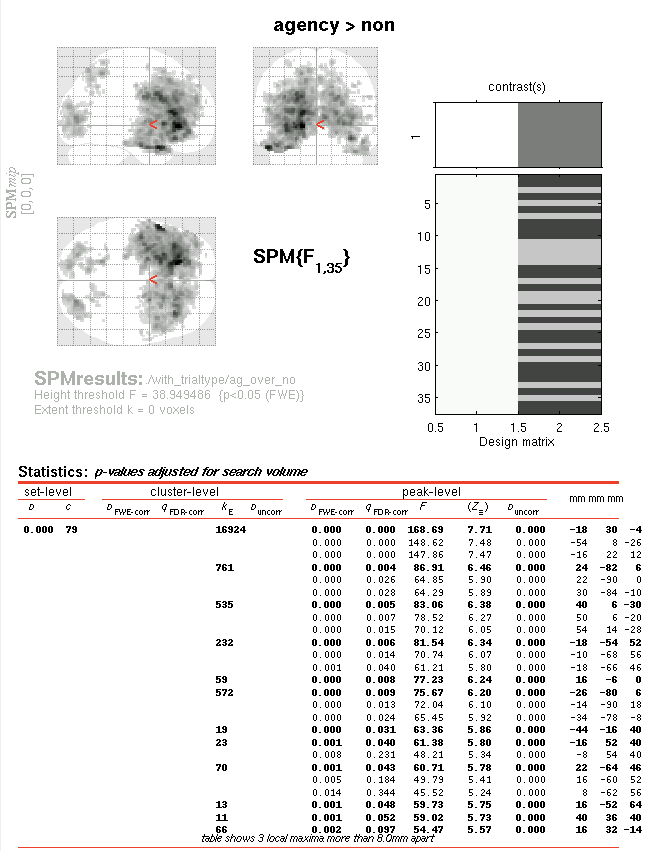 agency > non
contrast(s)
1
SPMmip
[0, 0, 0]
5
10
15
20
25
30
35
0.5 1 1.5 2 2.5
Design matrix
SPM{F1,35}
SPMresults: ./with_trialtype/ag_over_no
Height threshold F = 38.949486 {p<0.05 (FWE)}
Extent threshold k = 0 voxels
Statistics: p-values adjusted for search volume
set-level cluster-level peak-level mm mm mm
p c p FWE-corr q FDR-corr k E p uncorr p FWE-corr q FDR-corr F (Z≡) p uncorr
0.000 79 16924 0.000 0.000 168.69 7.71 0.000 -18 30 -4
0.000 0.000 148.62 7.48 0.000 -54 8 -26
0.000 0.000 147.86 7.47 0.000 -16 22 12
761 0.000 0.004 86.91 6.46 0.000 24 -82 6
0.000 0.026 64.85 5.90 0.000 22 -90 0
0.000 0.028 64.29 5.89 0.000 30 -84 -10
535 0.000 0.005 83.06 6.38 0.000 40 6 -30
0.000 0.007 78.52 6.27 0.000 50 6 -20
0.000 0.015 70.12 6.05 0.000 54 14 -28
232 0.000 0.006 81.54 6.34 0.000 -18 -54 52
0.000 0.014 70.74 6.07 0.000 -10 -68 56
0.001 0.040 61.21 5.80 0.000 -18 -66 46
59 0.000 0.008 77.23 6.24 0.000 16 -6 0
572 0.000 0.009 75.67 6.20 0.000 -26 -80 6
0.000 0.013 72.04 6.10 0.000 -14 -90 18
0.000 0.024 65.45 5.92 0.000 -34 -78 -8
19 0.000 0.031 63.36 5.86 0.000 -44 -16 40
23 0.001 0.040 61.38 5.80 0.000 -16 52 40
0.008 0.231 48.21 5.34 0.000 -8 54 40
70 0.001 0.043 60.71 5.78 0.000 22 -64 46
0.005 0.184 49.79 5.41 0.000 16 -60 52
0.014 0.344 45.52 5.24 0.000 8 -62 56
13 0.001 0.048 59.73 5.75 0.000 16 -52 64
11 0.001 0.052 59.02 5.73 0.000 40 36 40
66 0.002 0.097 54.47 5.57 0.000 16 32 -14
table shows 3 local maxima more than 8.0mm apart